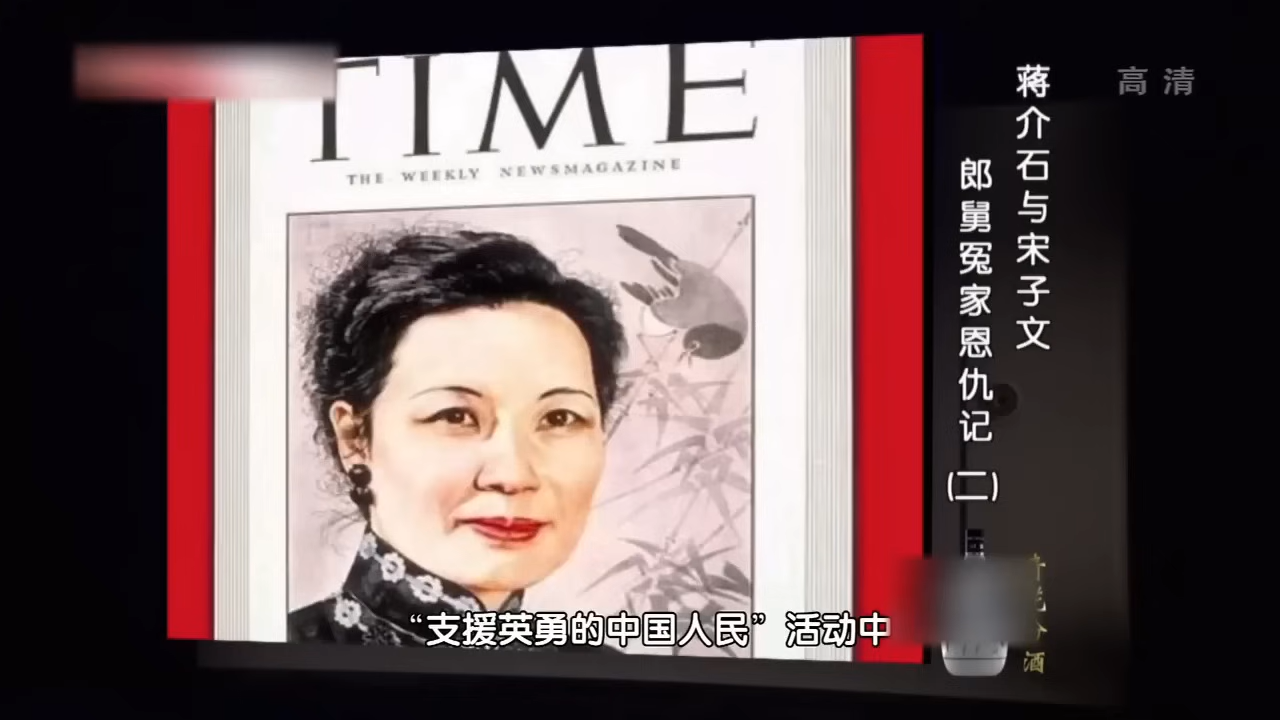 TIME
THE WEEKLY NEWSMAGAZINE
高清
蒋介石与宋子文
郎舅冤家恩仇记
(二)
“支援英勇的中国人民”活动中
酒